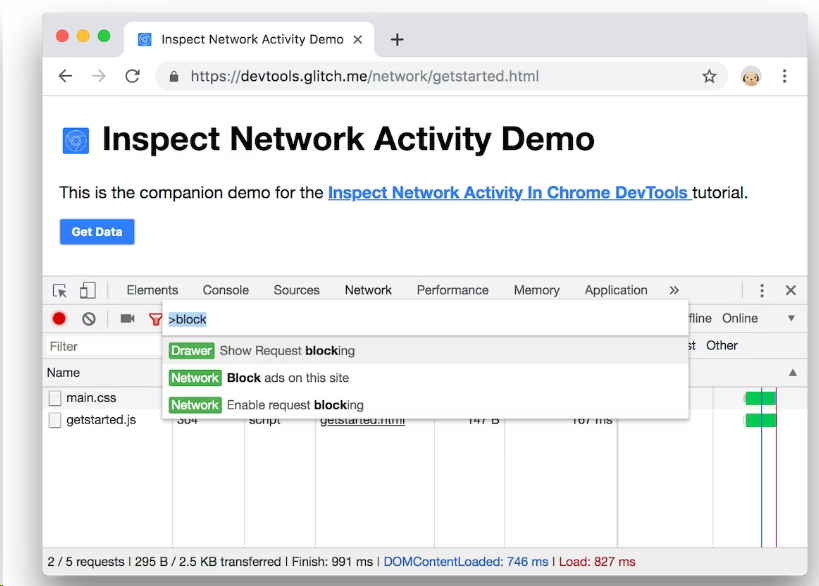 Inspect Network Activity Demo
https://devtools.glitch.me/network/getstarted.html
Inspect Network Activity Demo
This is the companion demo for the Inspect Network Activity In Chrome DevTools tutorial.
Get Data
Elements Console Sources Network Performance Memory Application »
>block
ffline Online
Filter
st Other
Drawer Show Request blocking
Name
Network Block ads on this site
main.css
Network Enable request blocking
getstarted.js 304 script getstarted.html 147 B 167 ms
2 / 5 requests | 295 B / 2.5 KB transferred | Finish: 991 ms | DOMContentLoaded: 746 ms | Load: 827 ms